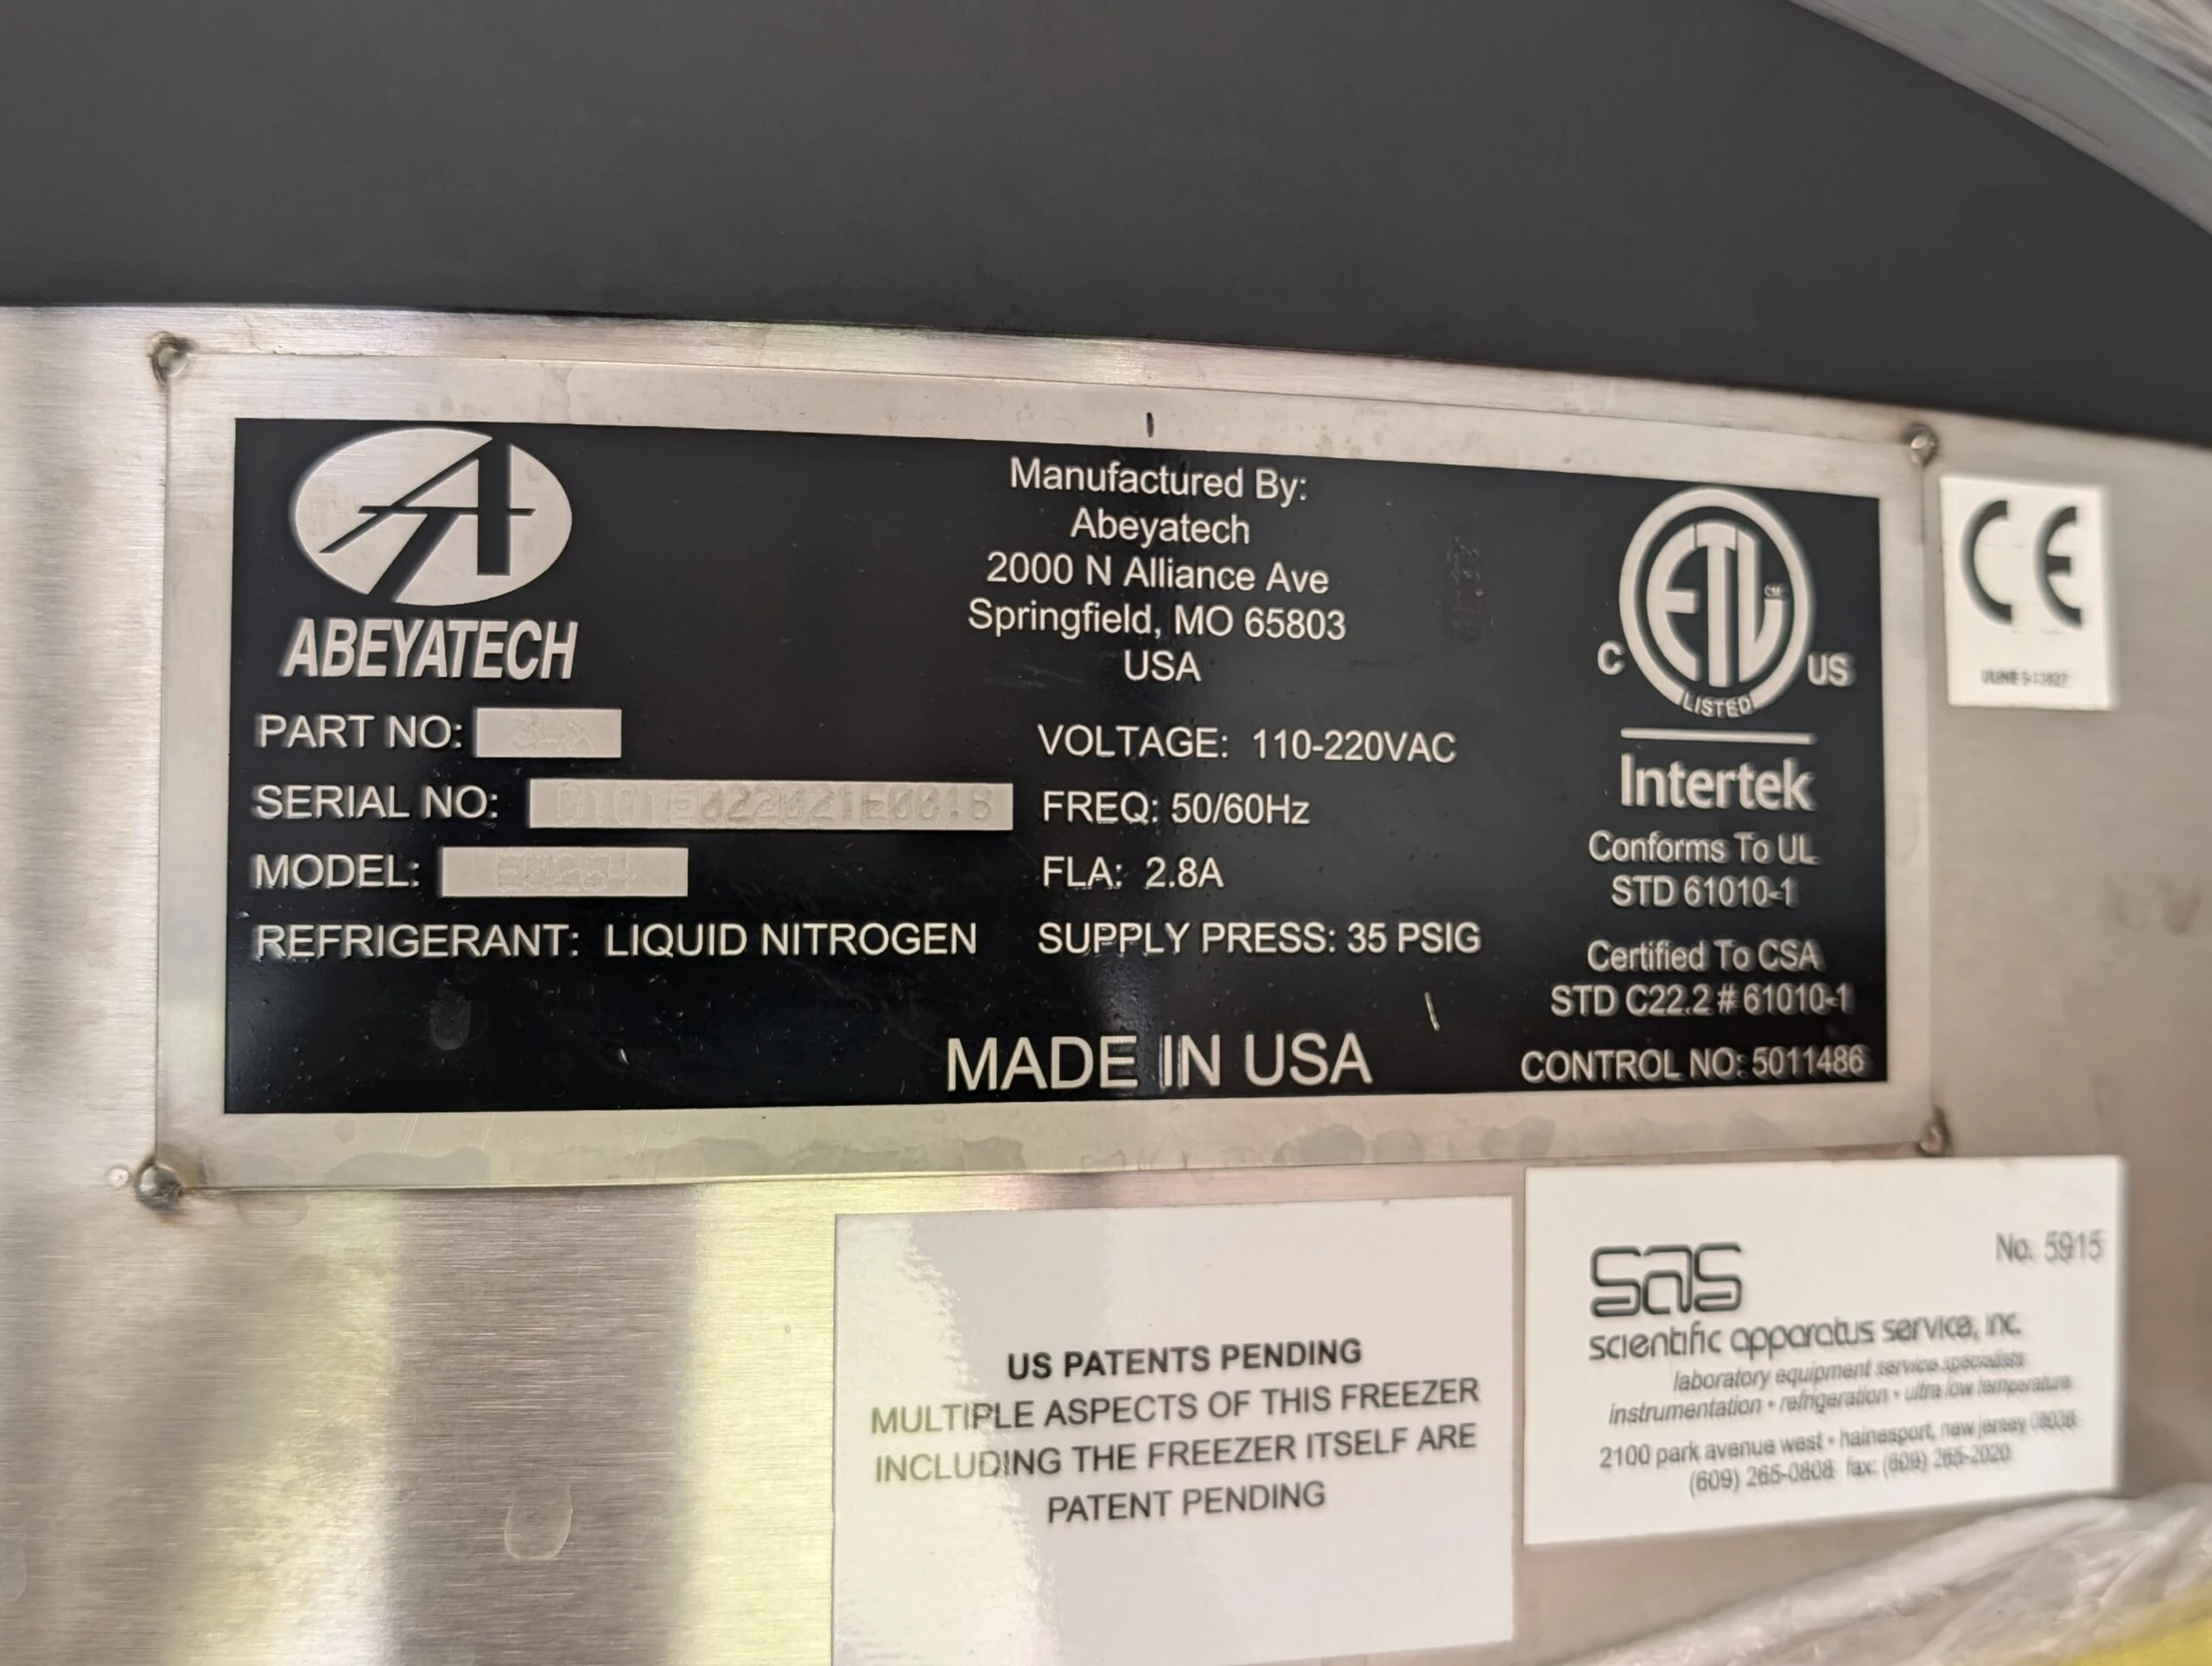 ABEYATECH
Manufactured By:
Abeyatech
2000 N Alliance Ave
Springfield, MO 65803
USA
PART NO:
SERIAL NO:
MODEL:
REFRIGERANT: LIQUID NITROGEN
VOLTAGE: 110-220VAC
FREQ: 50/60Hz
FLA: 2.8A
SUPPLY PRESS: 35 PSIG
MADE IN USA
ETL CM
C US
LISTED
Intertek
Conforms To UL
STD 61010-1
Certified To CSA
STD C22.2 # 61010-1
CONTROL NO: 5011486
CE
US PATENTS PENDING
MULTIPLE ASPECTS OF THIS FREEZER
INCLUDING THE FREEZER ITSELF ARE
PATENT PENDING
No. 5915
sas
scientific apparatus service, inc.
laboratory equipment service specialists
instrumentation • refrigeration • ultra low temperature
2100 park avenue west • hainesport, new jersey 08036
(609) 265-0808 fax: (609) 265-2020